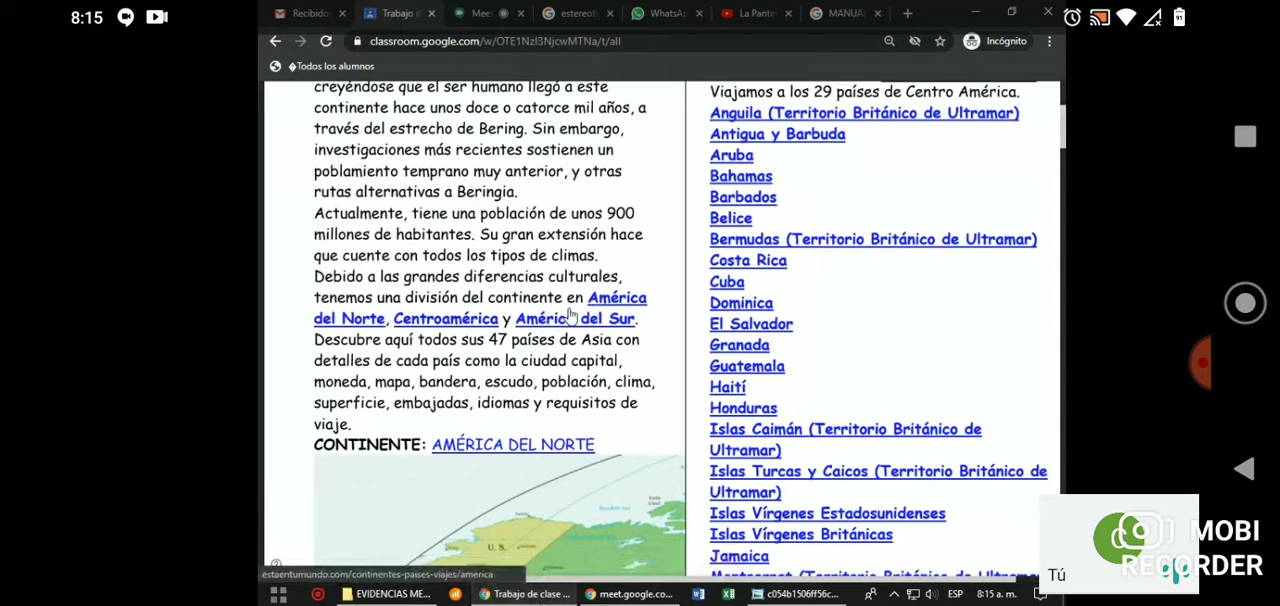 8:15
91
Recibido
Trabajo d
Meet
estereoti
WhatsAp
La Pante
MANUA
classroom.google.com/w/OTE1NzI3NjcwMTNa/t/all
Incógnito
�Todos los alumnos
creyéndose que el ser humano llegó a este
continente hace unos doce o catorce mil años, a
través del estrecho de Bering. Sin embargo,
investigaciones más recientes sostienen un
poblamiento temprano muy anterior, y otras
rutas alternativas a Beringia.
Actualmente, tiene una población de unos 900
millones de habitantes. Su gran extensión hace
que cuente con todos los tipos de climas.
Debido a las grandes diferencias culturales,
tenemos una división del continente en América
del Norte, Centroamérica y América del Sur.
Descubre aquí todos sus 47 países de Asia con
detalles de cada país como la ciudad capital,
moneda, mapa, bandera, escudo, población, clima,
superficie, embajadas, idiomas y requisitos de
viaje.
CONTINENTE: AMÉRICA DEL NORTE
U. S.
Viajamos a los 29 países de Centro América.
Anguila (Territorio Británico de Ultramar)
Antigua y Barbuda
Aruba
Bahamas
Barbados
Belice
Bermudas (Territorio Británico de Ultramar)
Costa Rica
Cuba
Dominica
El Salvador
Granada
Guatemala
Haití
Honduras
Islas Caimán (Territorio Británico de
Ultramar)
Islas Turcas y Caicos (Territorio Británico de
Ultramar)
Islas Vírgenes Estadosunidenses
Islas Vírgenes Británicas
Jamaica
Montserrat (Territorio Británico de Ultramar
Tú
MOBI
RECORDER
estaentumundo.com/continentes-paises-viajes/america
EVIDENCIAS ME...
Trabajo de clase ...
meet.google.co...
c054b1506ff56c...
ESP
8:15 a. m.